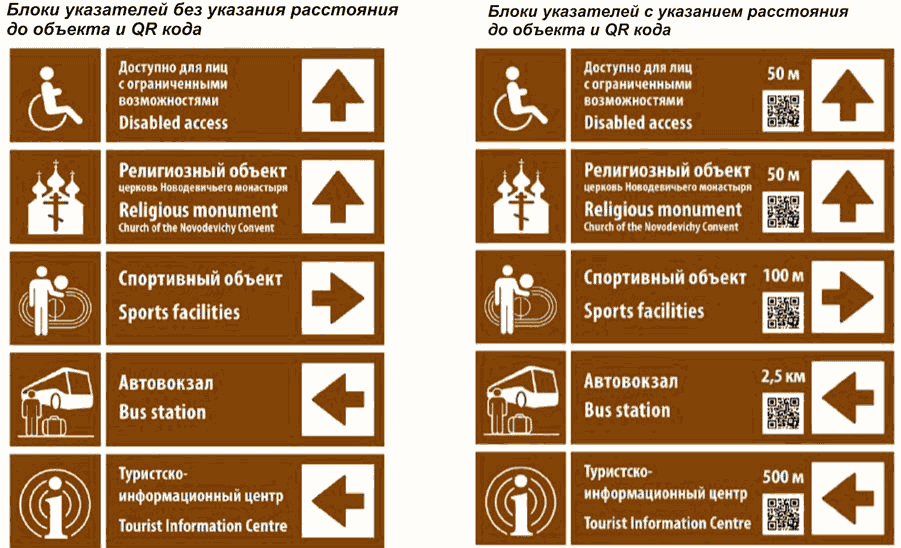 Блоки указателей без указания расстояния
до объекта и QR кода
Доступно для лиц
с ограниченными
возможностями
Disabled access
Религиозный объект
церковь Новодевичьего монастыря
Religious monument
Church of the Novodevichy Convent
Спортивный объект
Sports facilities
Автовокзал
Bus station
Туристско-
информационный центр
Tourist Information Centre
Блоки указателей с указанием расстояния
до объекта и QR кода
Доступно для лиц
с ограниченными
возможностями
Disabled access
50 м
Религиозный объект
церковь Новодевичьего монастыря
Religious monument
Church of the Novodevichy Convent
50 м
Спортивный объект
Sports facilities
100 м
Автовокзал
Bus station
2,5 км
Туристско-
информационный центр
Tourist Information Centre
500 м